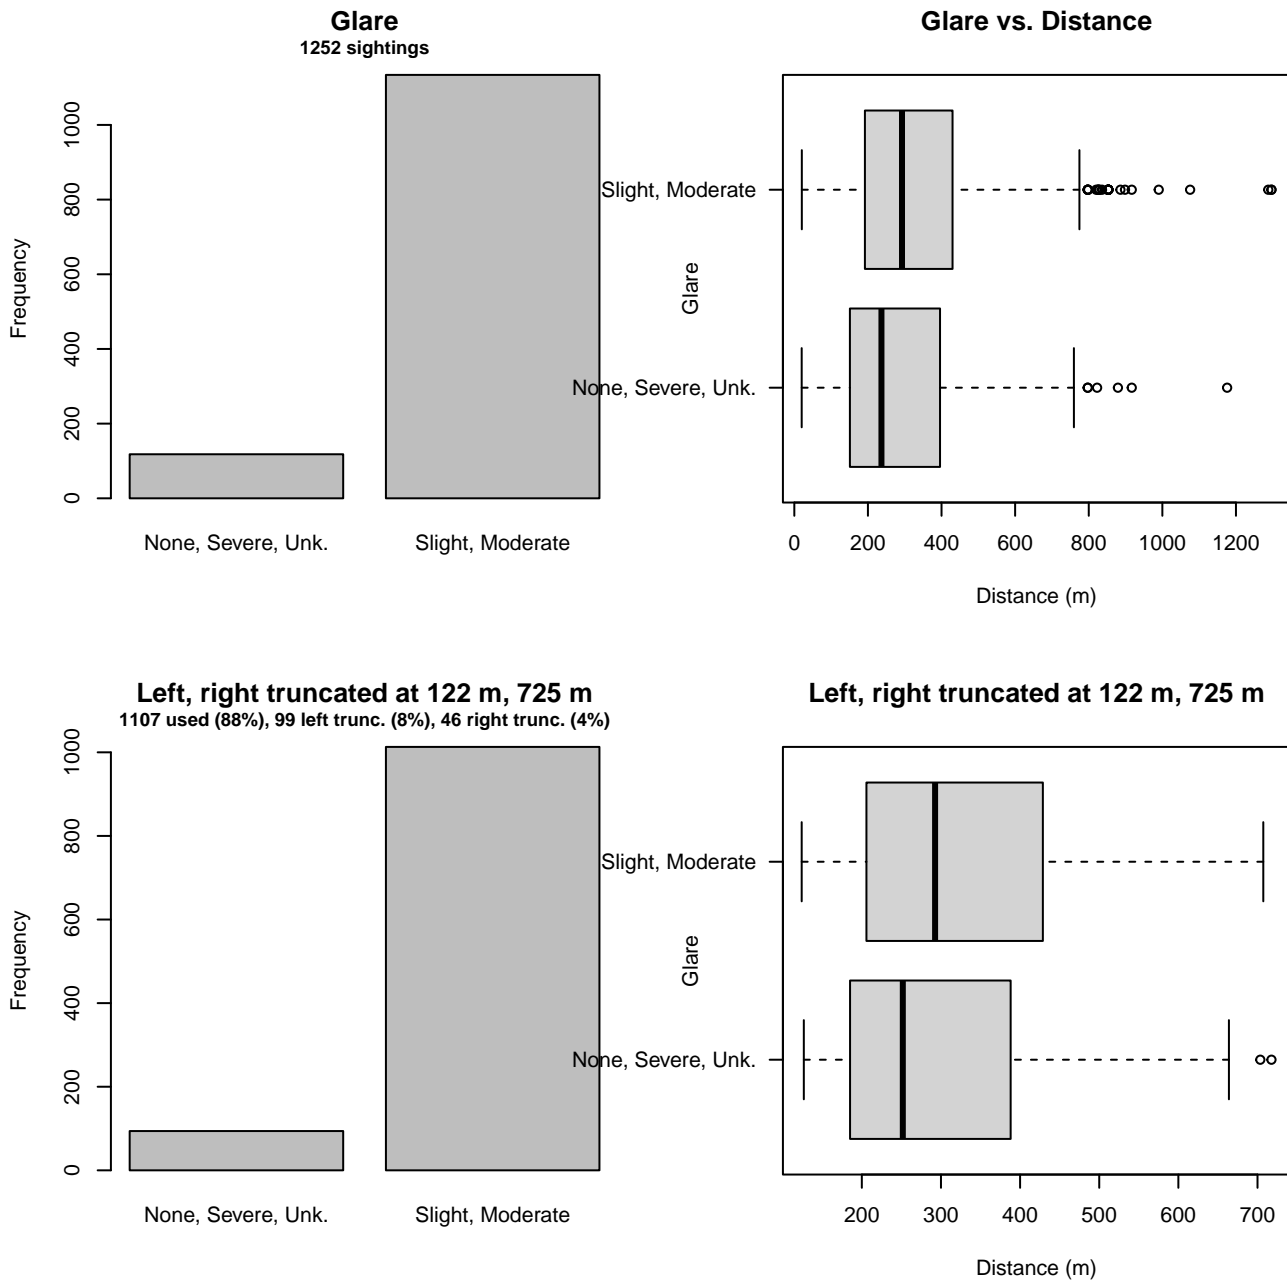 Glare
1252 sightings
Frequency
0
200
400
600
800
1000
None, Severe, Unk.
Slight, Moderate
Glare vs. Distance
Glare
Slight, Moderate
None, Severe, Unk.
0 200 400 600 800 1000 1200
Distance (m)
Left, right truncated at 122 m, 725 m
1107 used (88%), 99 left trunc. (8%), 46 right trunc. (4%)
Frequency
0
200
400
600
800
1000
None, Severe, Unk.
Slight, Moderate
Left, right truncated at 122 m, 725 m
Glare
Slight, Moderate
None, Severe, Unk.
200 300 400 500 600 700
Distance (m)